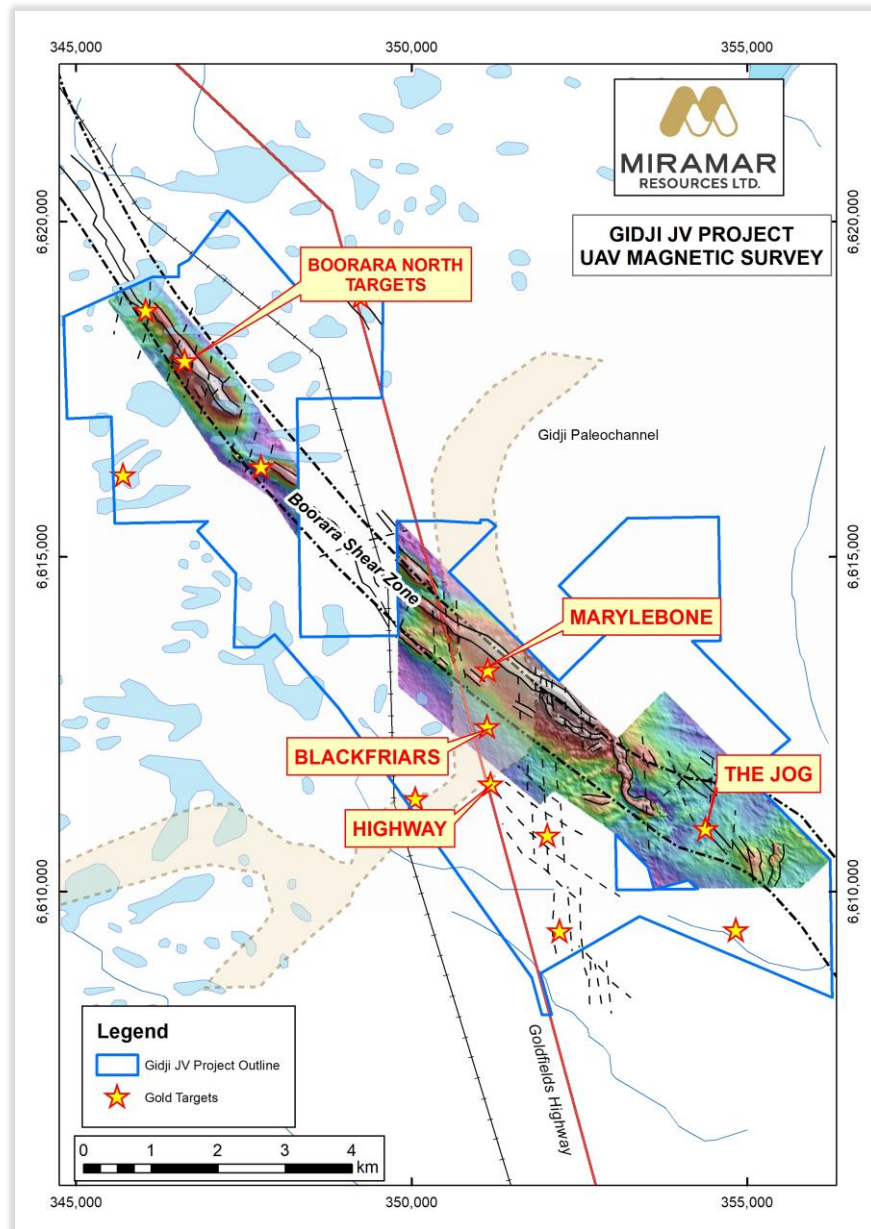 345,000
350,000
355,000
MIRAMAR
RESOURCES LTD.
6,620,000
6,620,000
GIDJI JV PROJECT
UAV MAGNETIC SURVEY
BOORARA NORTH
TARGETS
Gidji Paleochannel
6,615,000
6,615,000
Boorara Shear Zone
MARYLEBONE
BLACKFRIARS
THE JOG
HIGHWAY
6,610,000
6,610,000
Goldfields Highway
Legend
Gidji JV Project Outline
Gold Targets
0 1 2 3 4
km
345,000
350,000
355,000